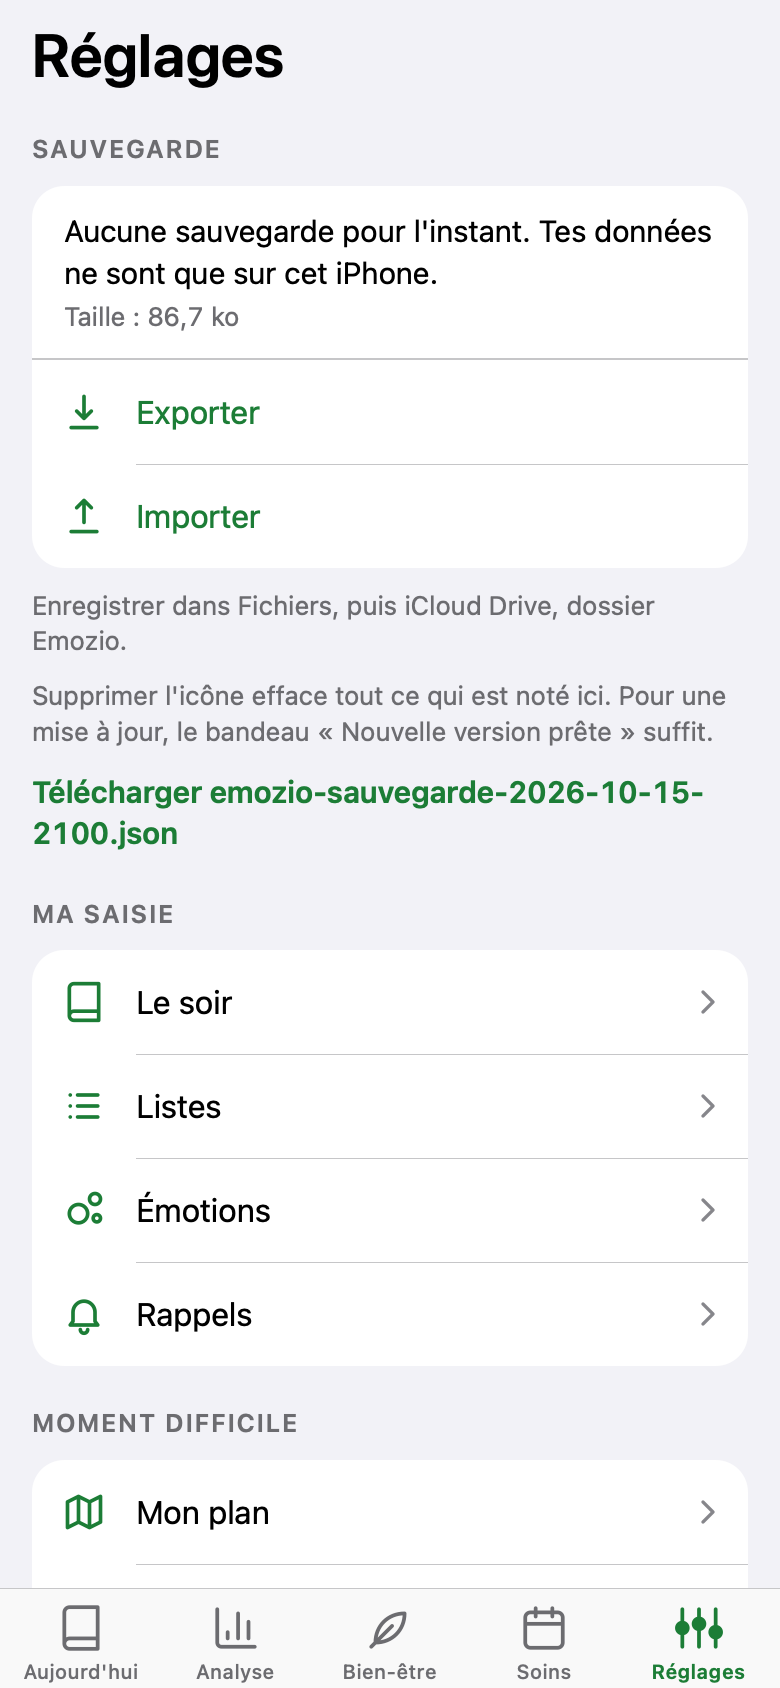 Réglages
SAUVEGARDE
Aucune sauvegarde pour l'instant. Tes données
ne sont que sur cet iPhone.
Taille : 86,7 ko
Exporter
Importer
Enregistrer dans Fichiers, puis iCloud Drive, dossier
Emozio.
Supprimer l'icône efface tout ce qui est noté ici. Pour une
mise à jour, le bandeau « Nouvelle version prête » suffit.
Télécharger emozio-sauvegarde-2026-10-15-
2100.json
MA SAISIE
Le soir
Listes
Émotions
Rappels
MOMENT DIFFICILE
Mon plan
Aujourd'hui
Analyse
Bien-être
Soins
Réglages